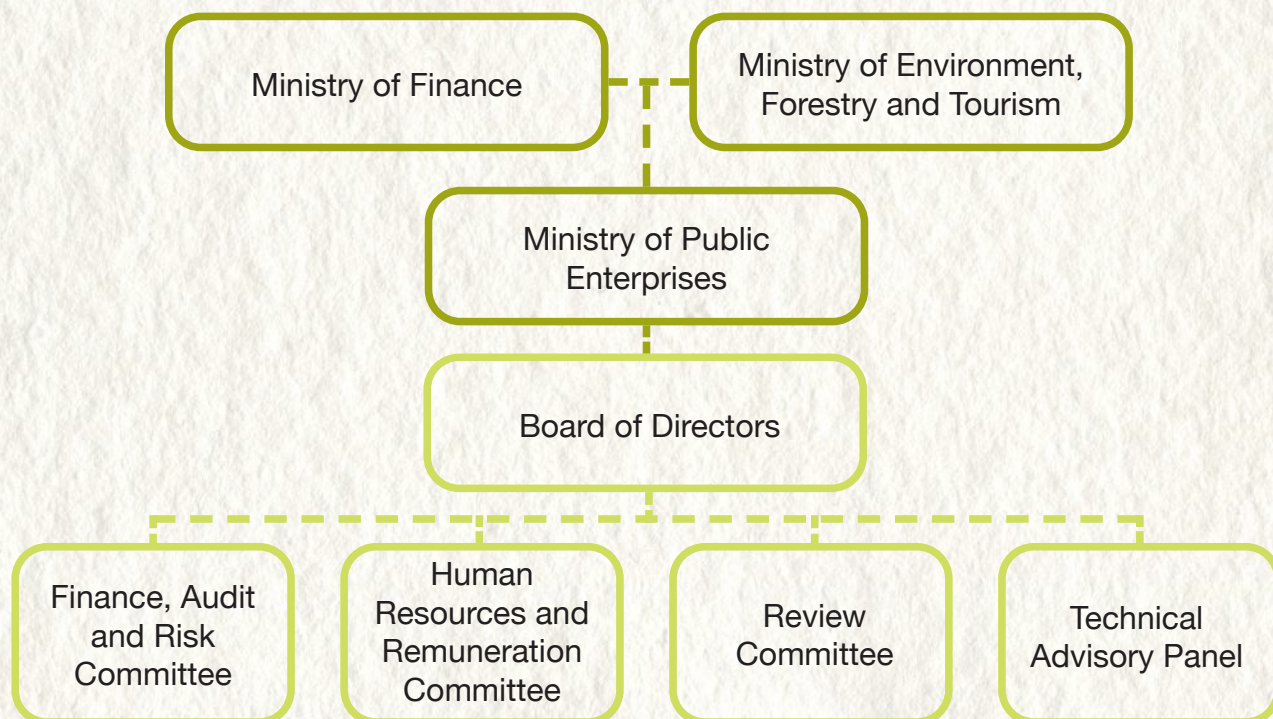 Ministry of Finance
Ministry of Environment,
Forestry and Tourism
Ministry of Public
Enterprises
Board of Directors
Finance, Audit
and Risk
Committee
Human
Resources and
Remuneration
Committee
Review
Committee
Technical
Advisory Panel